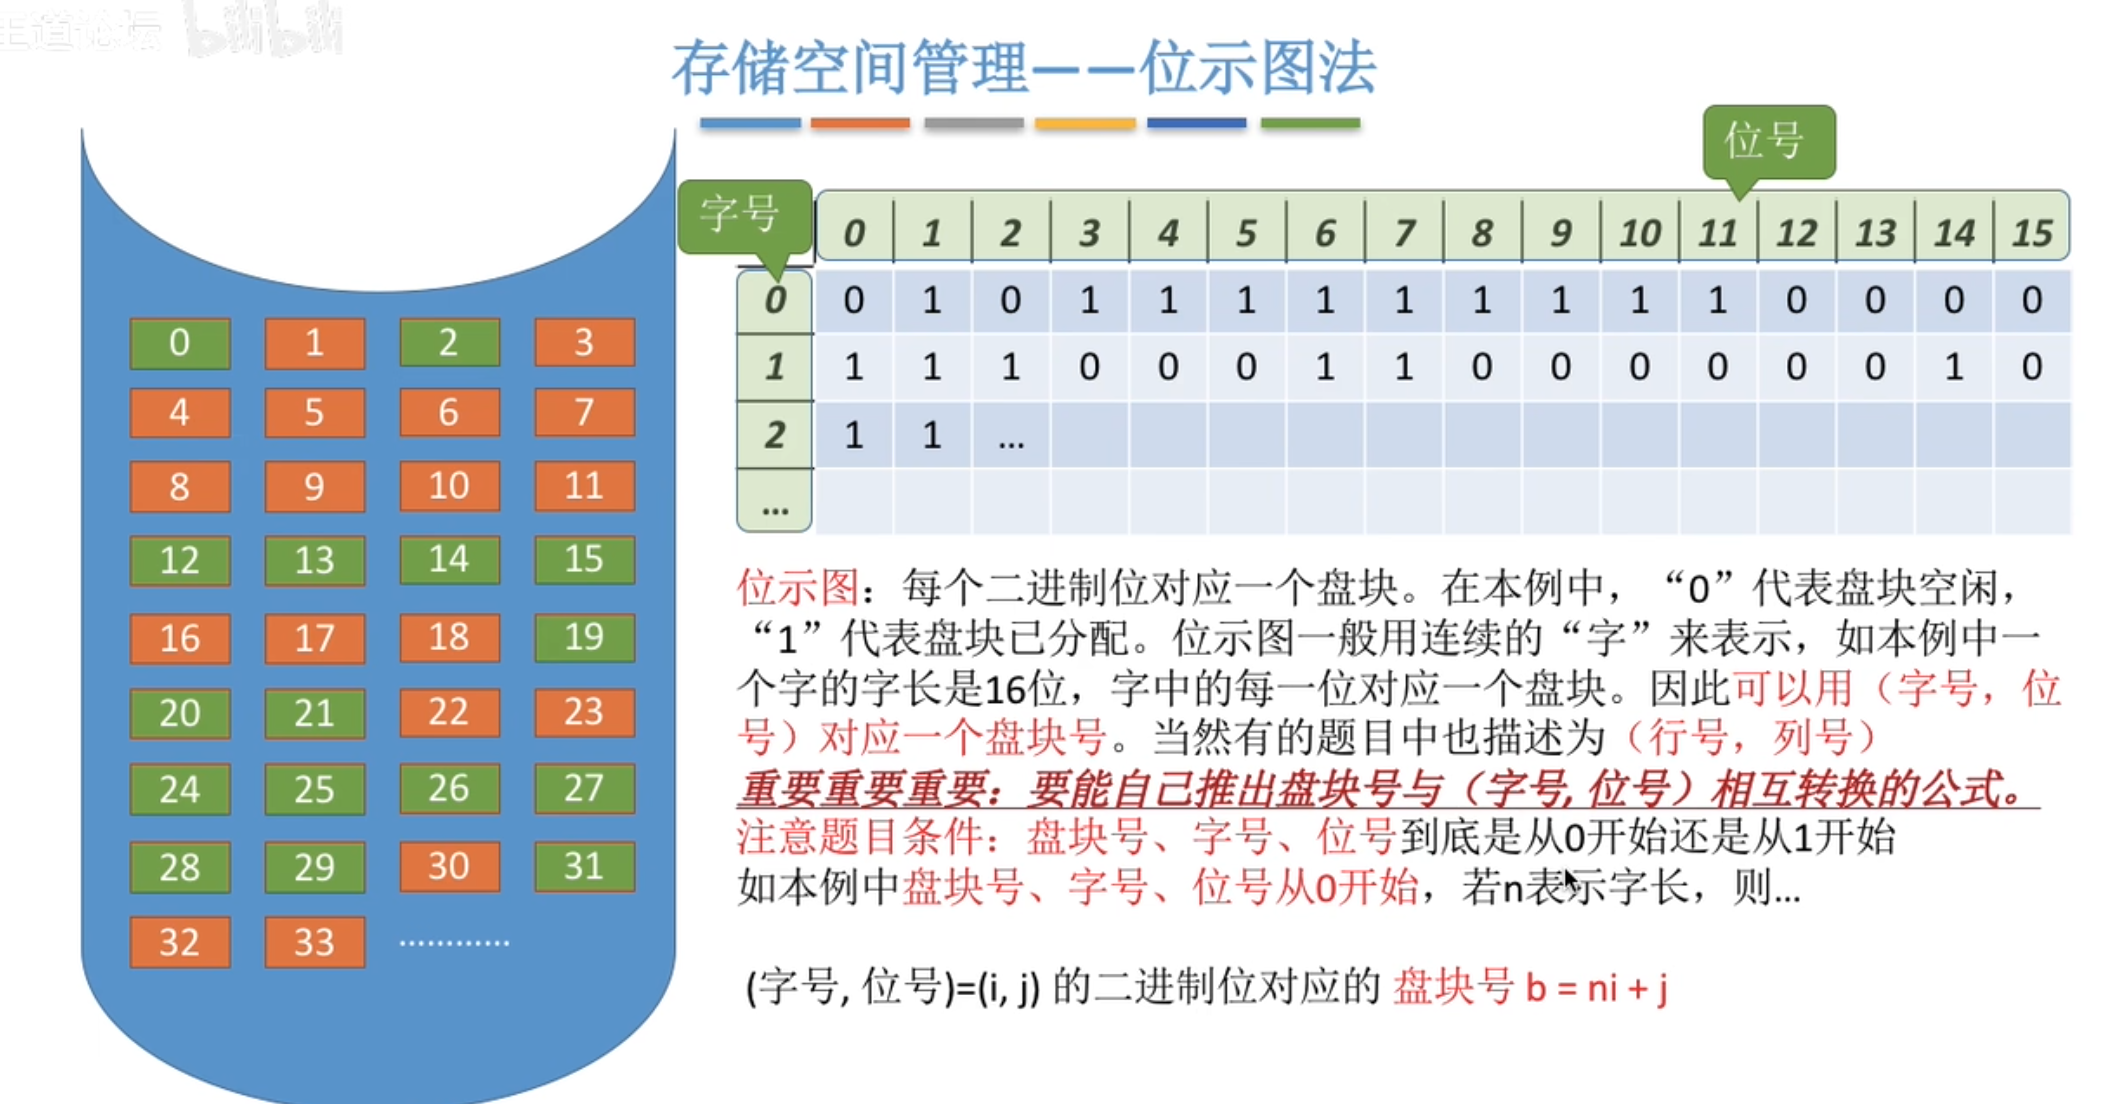 王道论坛 bilibili
存储空间管理——位示图法
位号
字号
0 1 2 3 4 5 6 7 8 9 10 11 12 13 14 15
0 0 1 0 1 1 1 1 1 1 1 1 1 0 0 0 0
1 1 1 1 0 0 0 1 1 0 0 0 0 0 0 1 0
2 1 1 ...
...
0 1 2 3
4 5 6 7
8 9 10 11
12 13 14 15
16 17 18 19
20 21 22 23
24 25 26 27
28 29 30 31
32 33 …………
位示图：每个二进制位对应一个盘块。在本例中，“0”代表盘块空闲，
“1”代表盘块已分配。位示图一般用连续的“字”来表示，如本例中一
个字的字长是16位，字中的每一位对应一个盘块。因此可以用（字号，位
号）对应一个盘块号。当然有的题目中也描述为（行号，列号）
重要重要重要：要能自己推出盘块号与（字号, 位号）相互转换的公式。
注意题目条件：盘块号、字号、位号到底是从0开始还是从1开始
如本例中盘块号、字号、位号从0开始，若n表示字长，则...
(字号, 位号)=(i, j) 的二进制位对应的 盘块号 b = ni + j